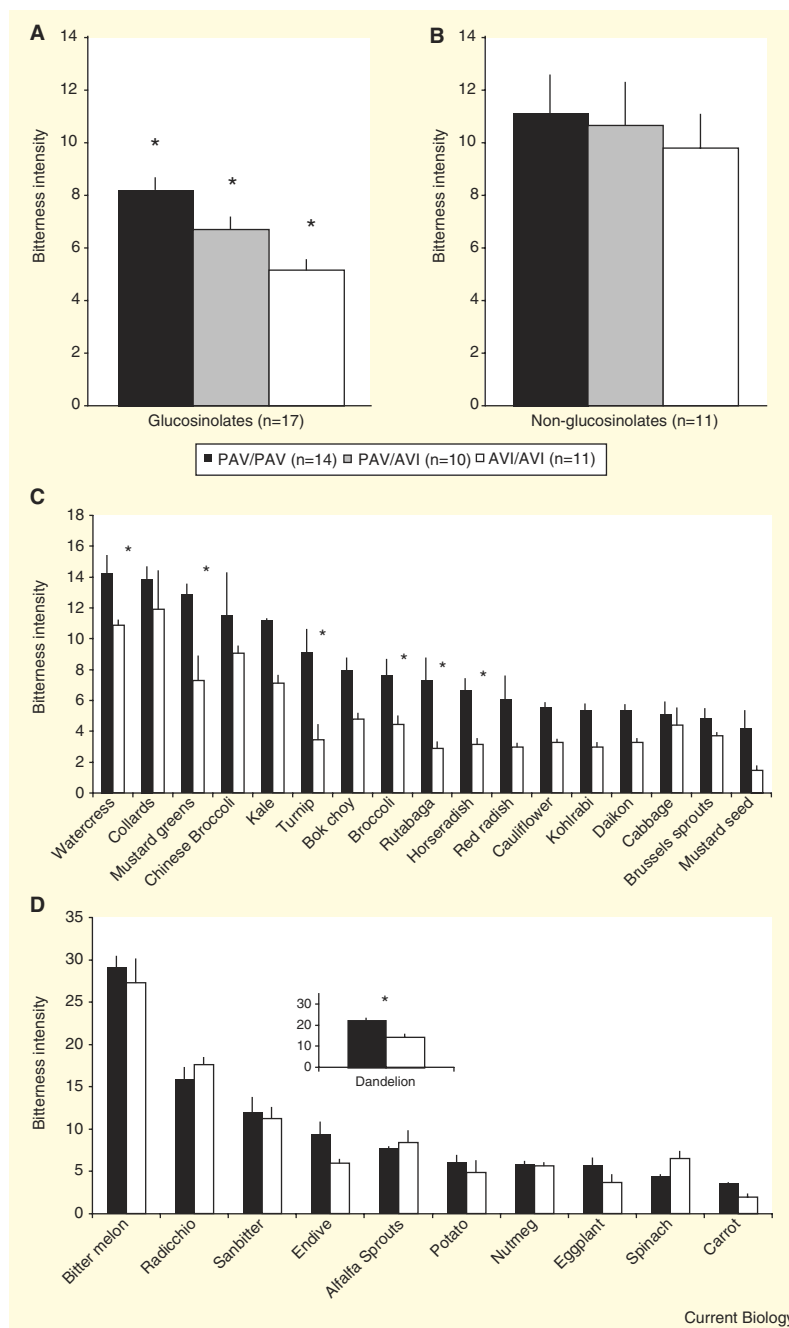 A
B
14
12
10
8
6
4
2
0
Bitterness intensity
*
*
*
Glucosinolates (n=17)
14
12
10
8
6
4
2
0
Bitterness intensity
Non-glucosinolates (n=11)
PAV/PAV (n=14) PAV/AVI (n=10) AVI/AVI (n=11)
C
18
16
14
12
10
8
6
4
2
0
Bitterness intensity
*
*
*
*
*
*
Watercress
Collards
Mustard greens
Chinese Broccoli
Kale
Turnip
Bok choy
Broccoli
Rutabaga
Horseradish
Red radish
Cauliflower
Kohlrabi
Daikon
Cabbage
Brussels sprouts
Mustard seed
D
35
30
25
20
15
10
5
0
Bitterness intensity
*
30
20
10
0
Dandelion
Bitter melon
Radicchio
Sanbitter
Endive
Alfalfa Sprouts
Potato
Nutmeg
Eggplant
Spinach
Carrot
Current Biology